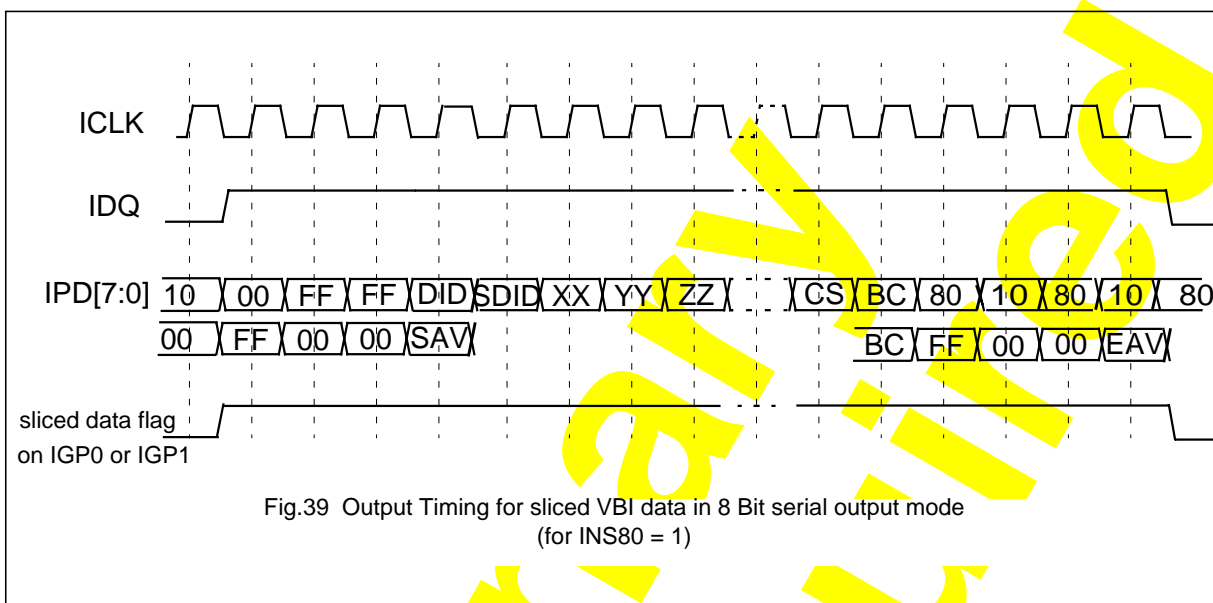 ICLK
IDQ
IPD[7:0] 10 00 FF FF DID SDID XX YY ZZ CS BC 80 10 80 10 80
00 FF 00 00 SAV BC FF 00 00 EAV
sliced data flag
on IGP0 or IGP1
Fig.39 Output Timing for sliced VBI data in 8 Bit serial output mode
(for INS80 = 1)